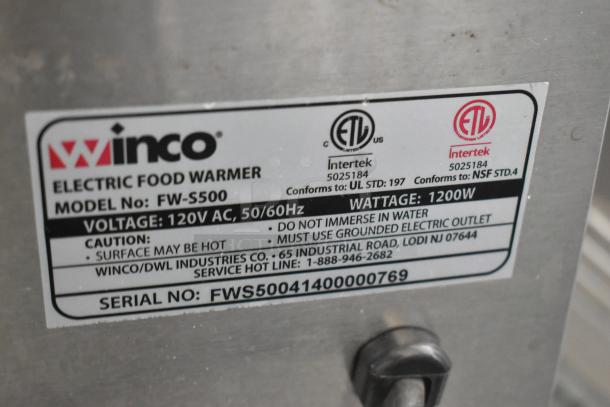 Winco®
ELECTRIC FOOD WARMER
MODEL No: FW-S500
C ETL US
Intertek
5025184
Conforms to: UL STD: 197
ETL
Intertek
5025184
Conforms to: NSF STD.4
VOLTAGE: 120V AC, 50/60Hz WATTAGE: 1200W
CAUTION: • DO NOT IMMERSE IN WATER
• SURFACE MAY BE HOT • MUST USE GROUNDED ELECTRIC OUTLET
WINCO/DWL INDUSTRIES CO. • 65 INDUSTRIAL ROAD, LODI NJ 07644
SERVICE HOT LINE: 1-888-946-2682
SERIAL NO: FWS50041400000769